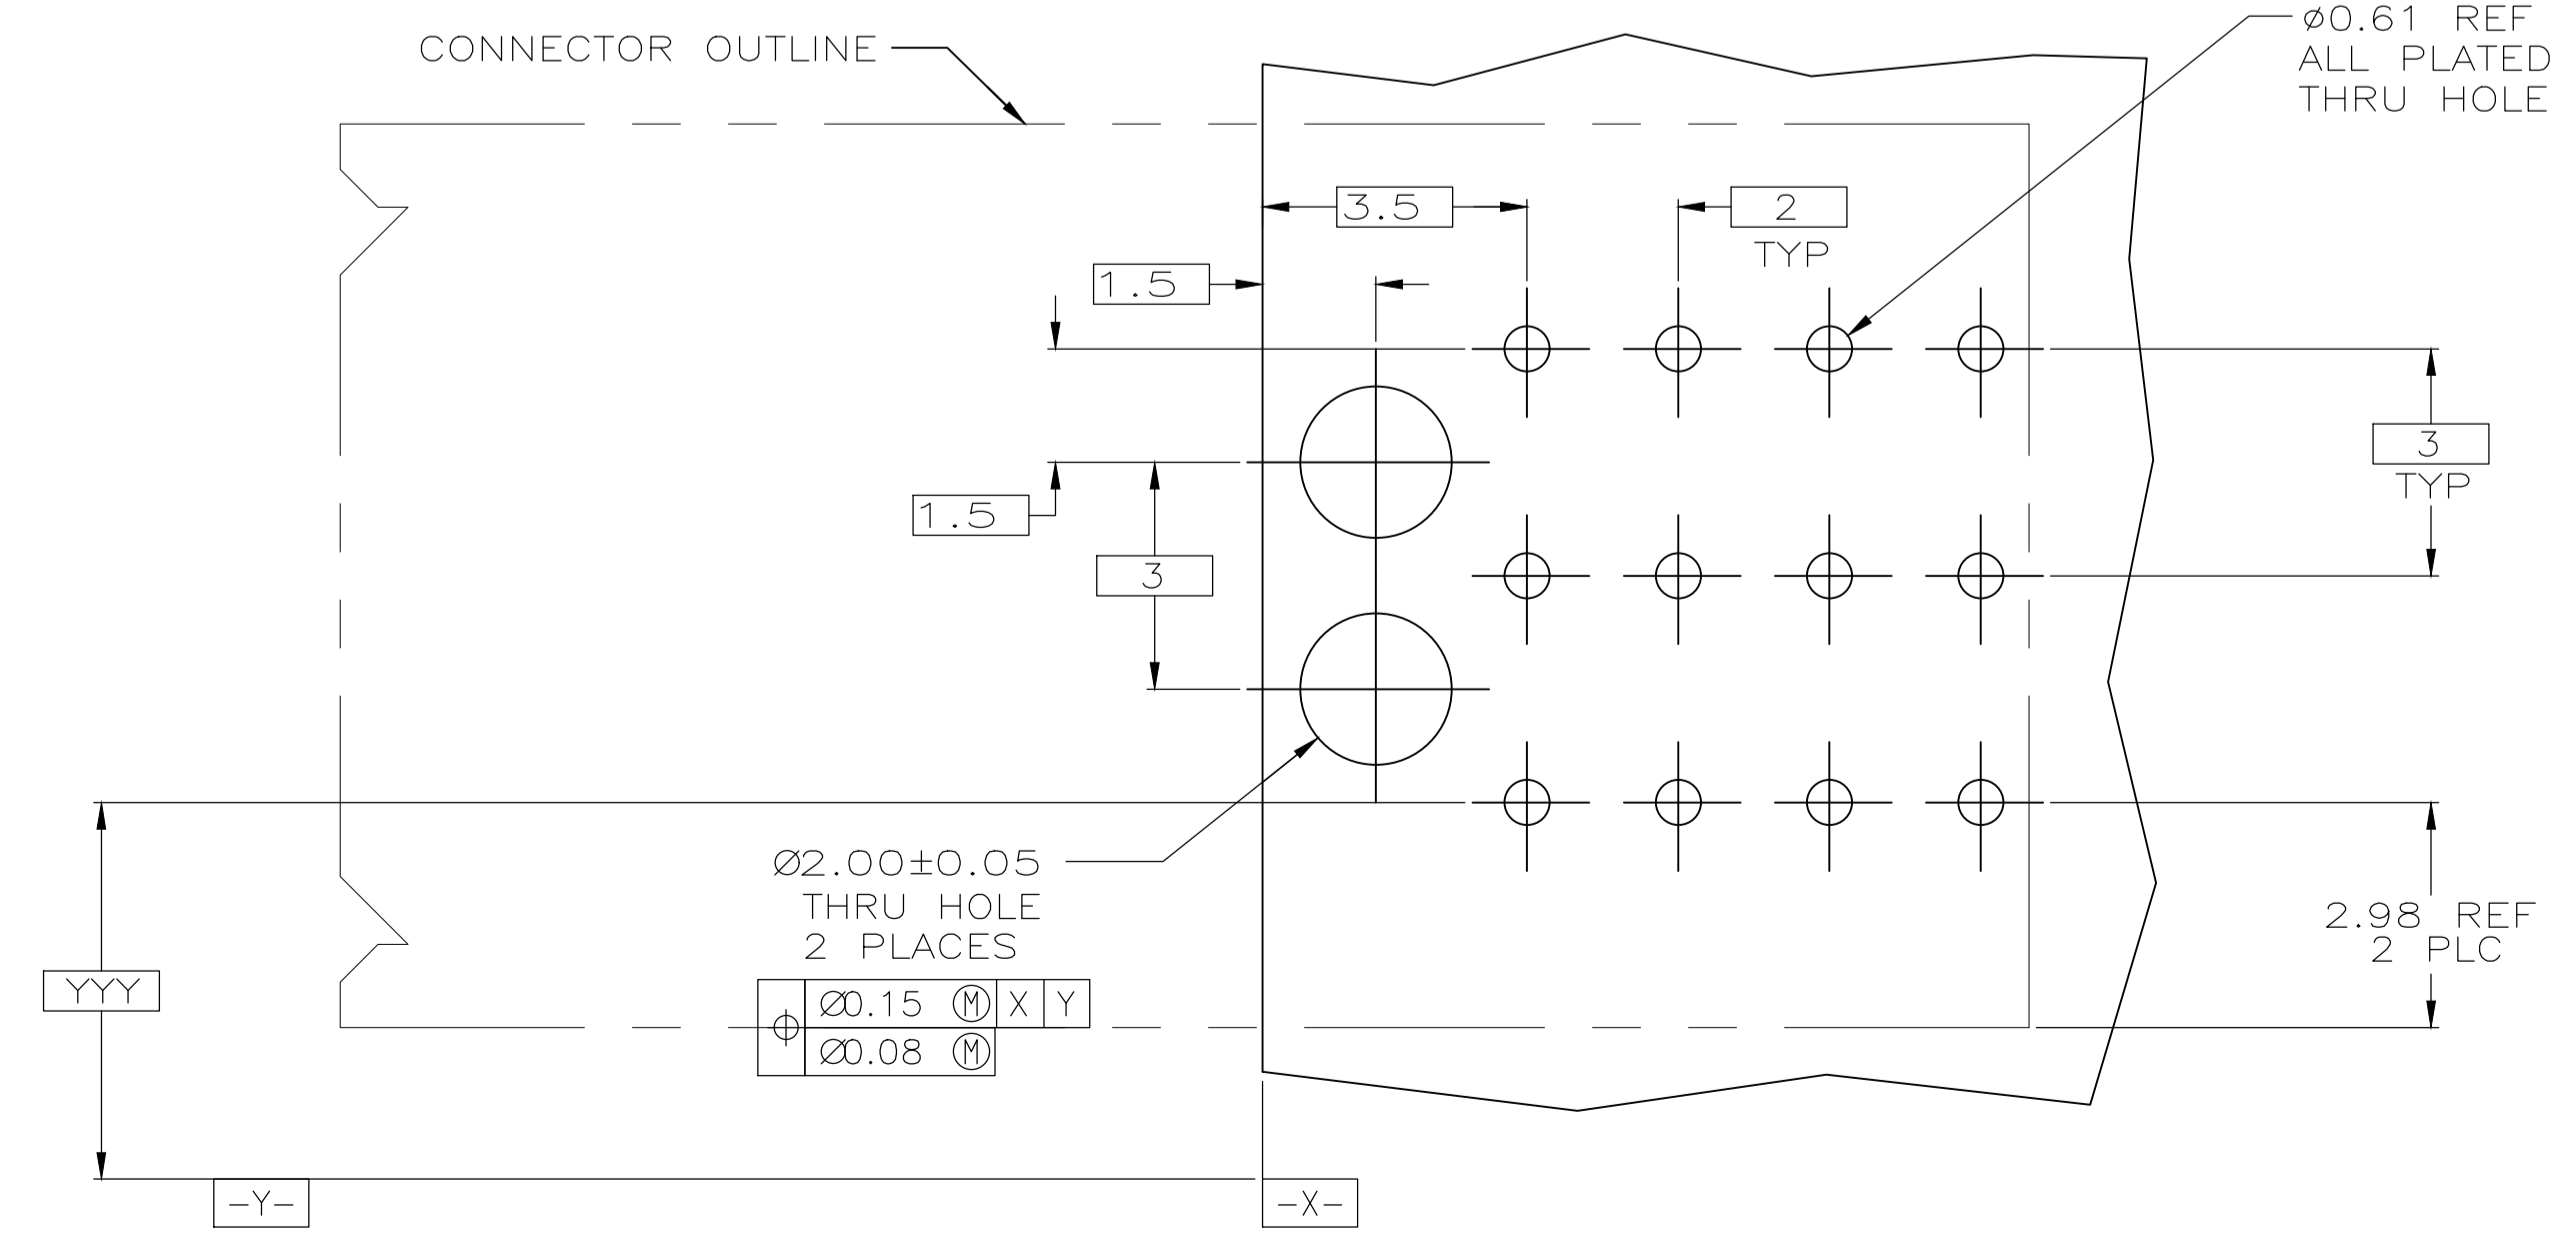 CONNECTOR OUTLINE
ø0.61 REF
ALL PLATED
THRU HOLE
3.5
2
TYP
1.5
3
TYP
1.5
3
Ø2.00±0.05
THRU HOLE
2 PLACES
2.98 REF
2 PLC
YYY
⌖ Ø0.15 Ⓜ X Y
Ø0.08 Ⓜ
-Y-
-X-